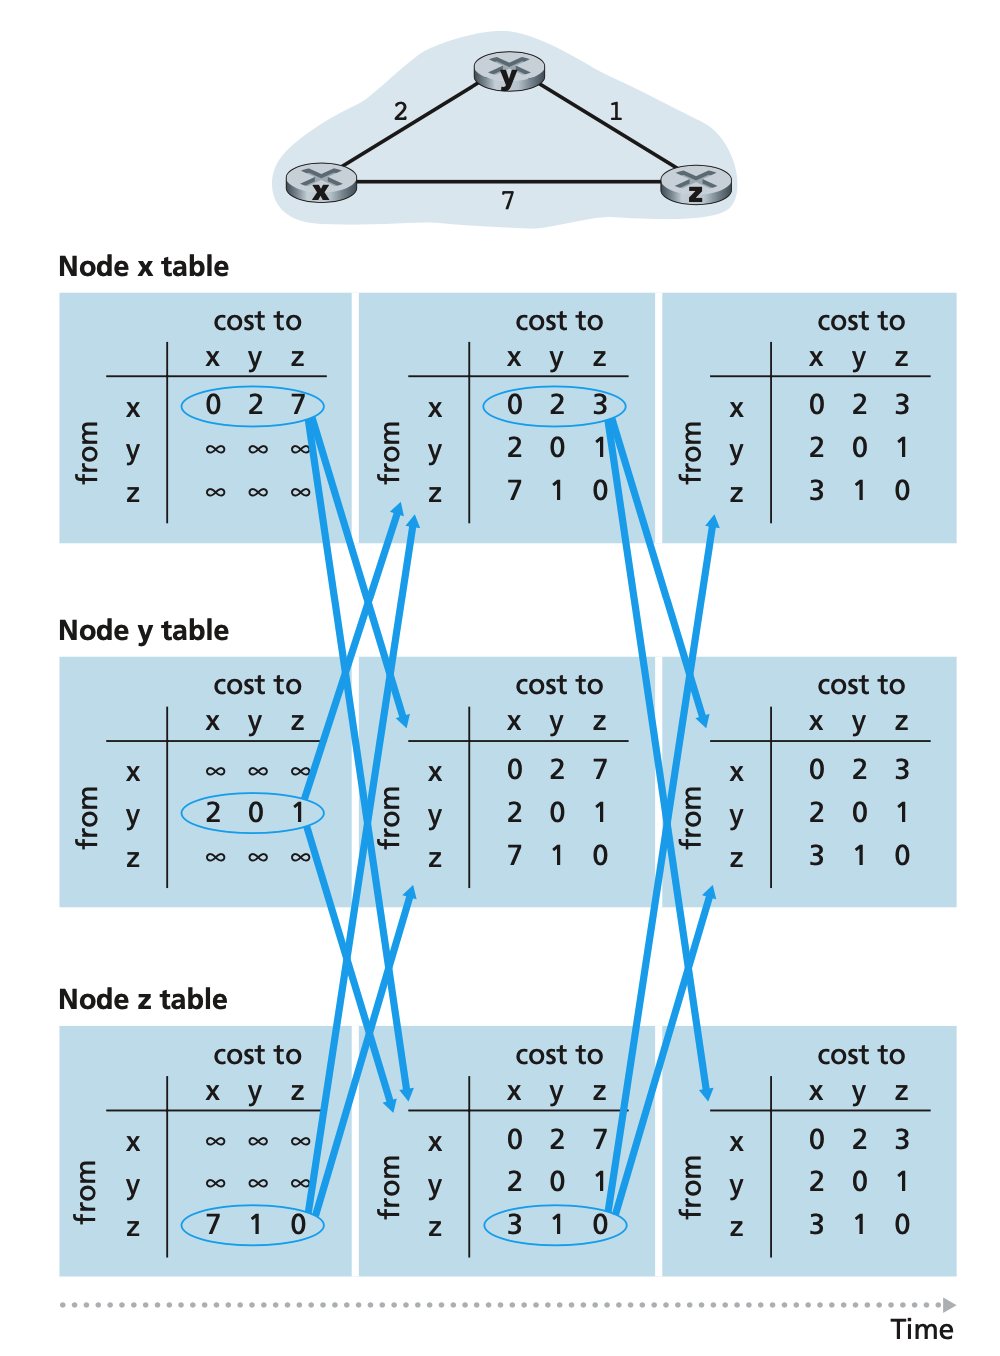 y
2 1
x z
7
Node x table
cost to cost to cost to
x y z x y z x y z
x 0 2 7 x 0 2 3 x 0 2 3
from y ∞ ∞ ∞ from y 2 0 1 from y 2 0 1
z ∞ ∞ ∞ z 7 1 0 z 3 1 0
Node y table
cost to cost to cost to
x y z x y z x y z
x ∞ ∞ ∞ x 0 2 7 x 0 2 3
from y 2 0 1 from y 2 0 1 from y 2 0 1
z ∞ ∞ ∞ z 7 1 0 z 3 1 0
Node z table
cost to cost to cost to
x y z x y z x y z
x ∞ ∞ ∞ x 0 2 7 x 0 2 3
from y ∞ ∞ ∞ from y 2 0 1 from y 2 0 1
z 7 1 0 z 3 1 0 z 3 1 0
Time